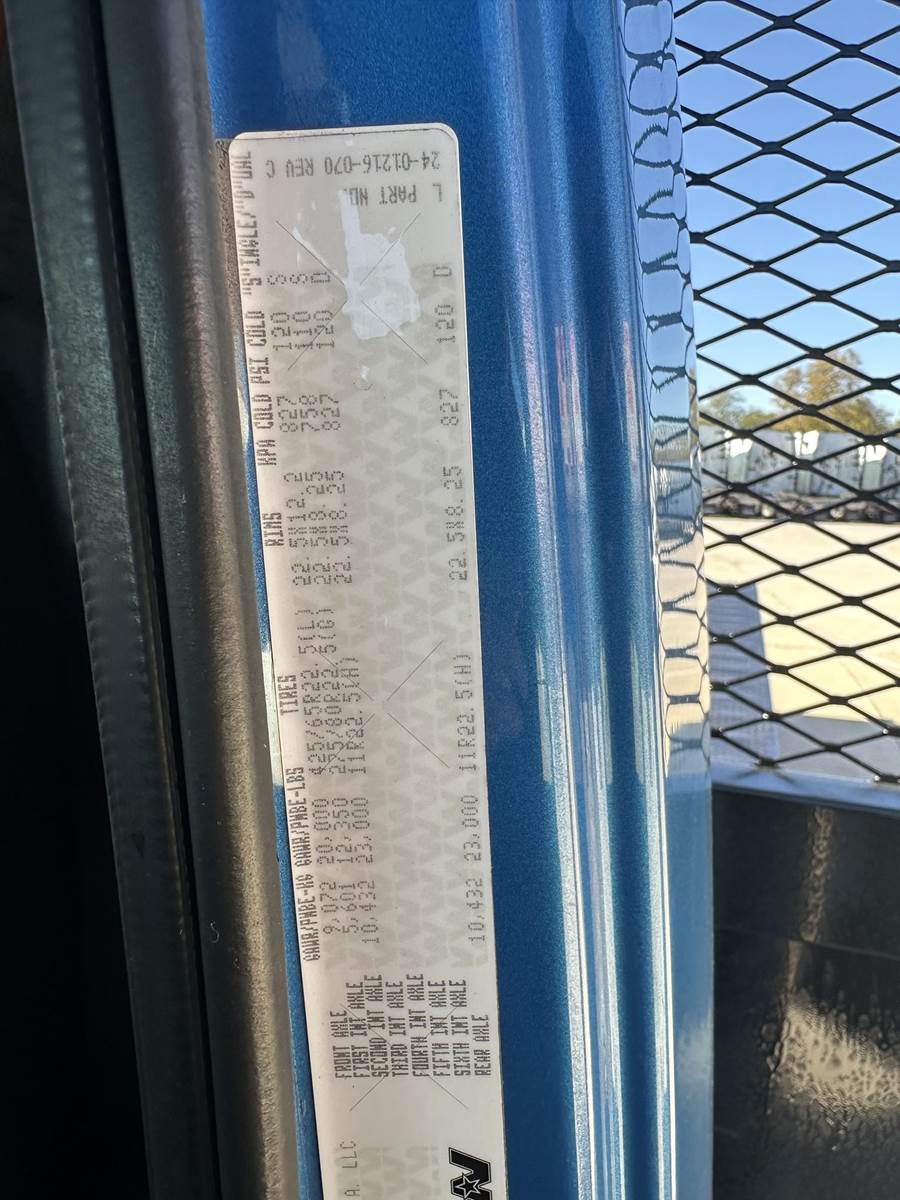 GAWR/PNBE-KG GAWR/PNBE-LBS TIRES RIMS KPA COLD PSI COLD "S"INGLE/"D"UAL
FRONT AXLE 9,072 20,000 425/65R22.5(L) 22.5X12.2 827 120 S
FIRST INT AXLE 5,601 12,350 275/80R22.5(G) 22.5X8.25 758 110 S
SECOND INT AXLE 10,432 23,000 11R22.5(H) 22.5X8.25 827 120 D
THIRD INT AXLE
FOURTH INT AXLE
FIFTH INT AXLE
SIXTH INT AXLE
REAR AXLE 10,432 23,000 11R22.5(H) 22.5X8.25 827 120 D
A. LLC
L PART NO.
24-01216-070 REV C